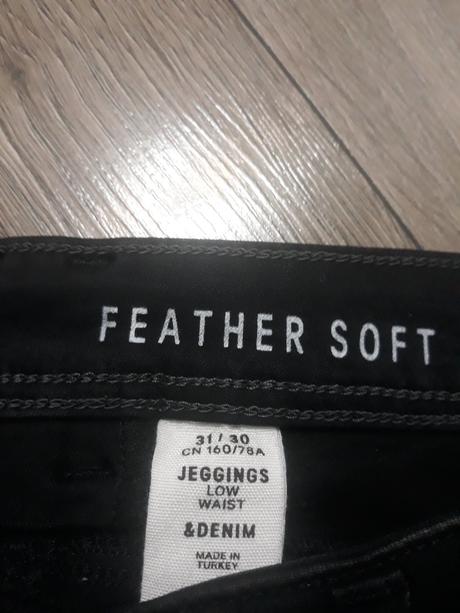 FEATHER SOFT
31 / 30
CN 160/78A
JEGGINGS
LOW
WAIST
&DENIM
MADE IN
TURKEY